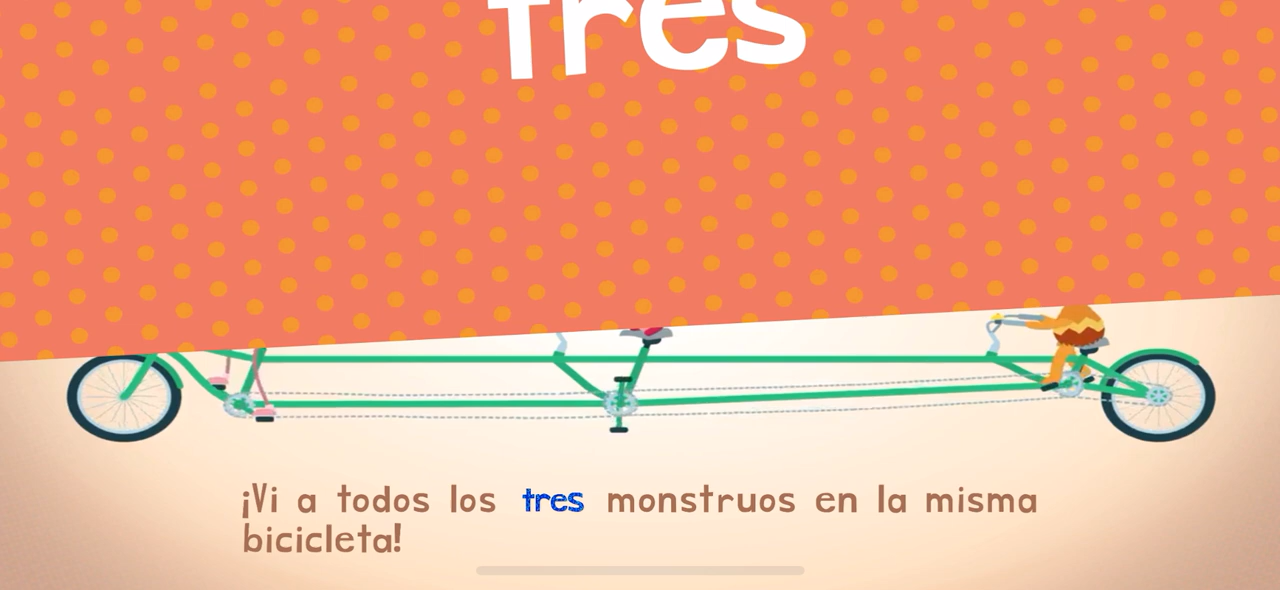 tres
¡Vi a todos los tres monstruos en la misma
bicicleta!